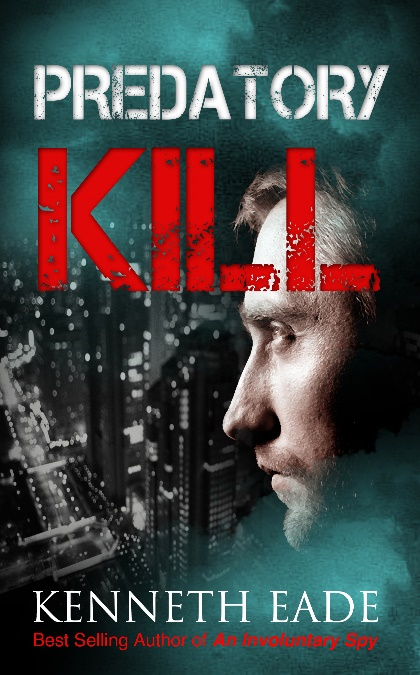 PREDATORY
KILL
KENNETH EADE
Best Selling Author of An Involuntary Spy